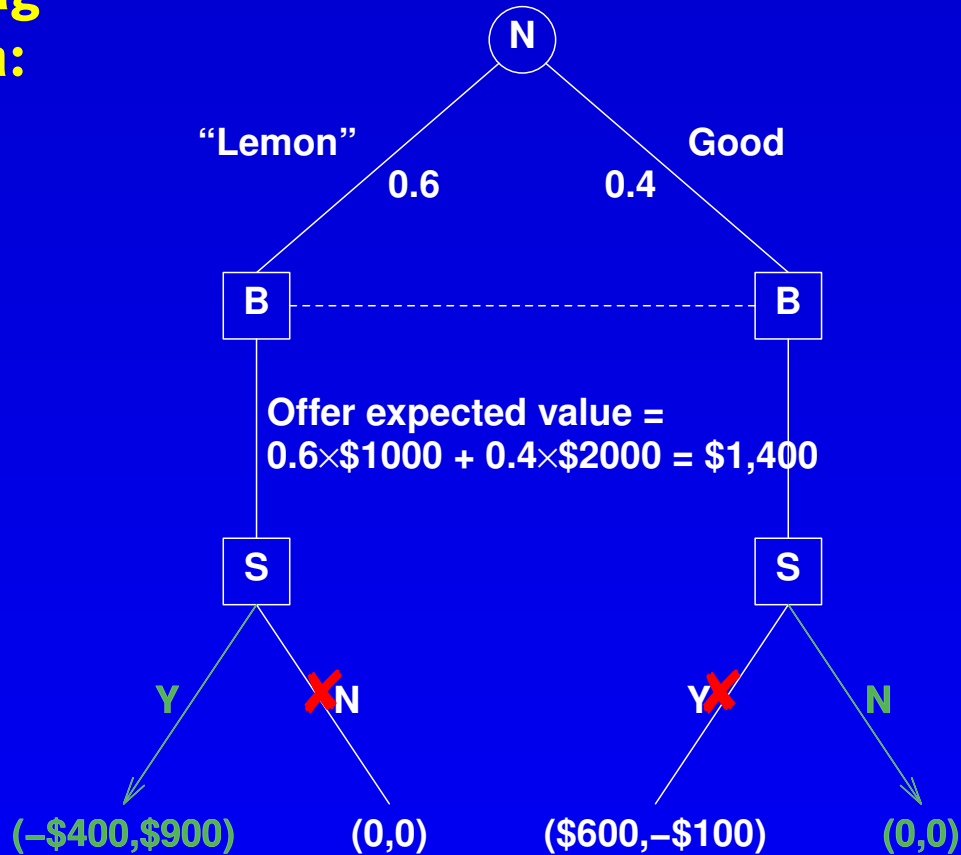 N
“Lemon” Good
0.6 0.4
B B
Offer expected value =
0.6×$1000 + 0.4×$2000 = $1,400
S S
Y N Y N
(−$400,$900) (0,0) ($600,−$100) (0,0)